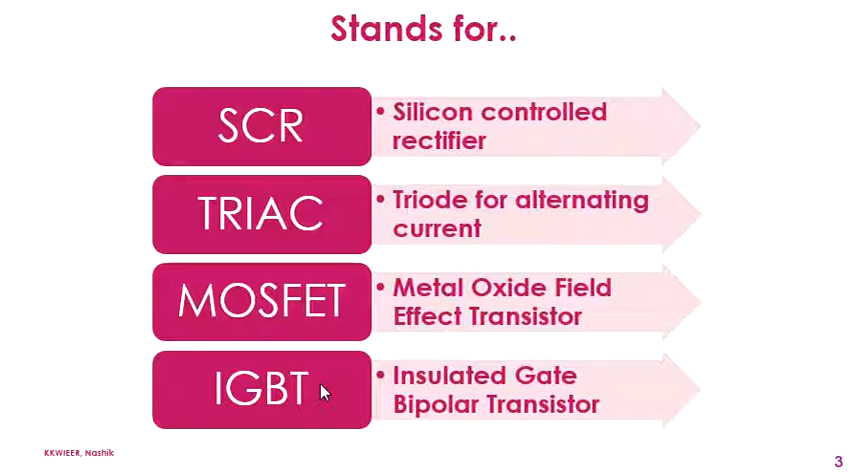 Stands for..
SCR
• Silicon controlled
rectifier
TRIAC
• Triode for alternating
current
MOSFET
• Metal Oxide Field
Effect Transistor
IGBT
• Insulated Gate
Bipolar Transistor
KKWIEER, Nashik
3